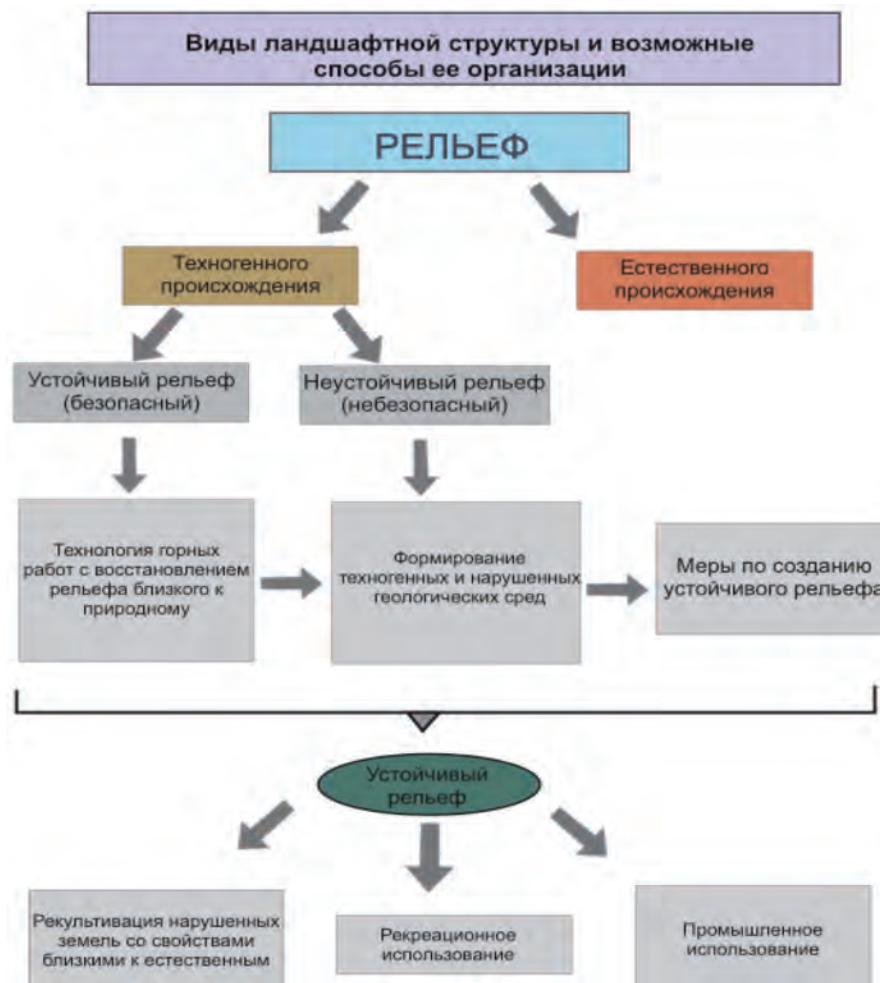 Виды ландшафтной структуры и возможные
способы ее организации
РЕЛЬЕФ
Техногенного
происхождения
Естественного
происхождения
Устойчивый рельеф
(безопасный)
Неустойчивый рельеф
(небезопасный)
Технология горных
работ с восстановлением
рельефа близкого к
природному
Формирование
техногенных и нарушенных
геологических сред
Меры по созданию
устойчивого рельефа
Устойчивый
рельеф
Рекультивация нарушенных
земель со свойствами
близкими к естественным
Рекреационное
использование
Промышленное
использование